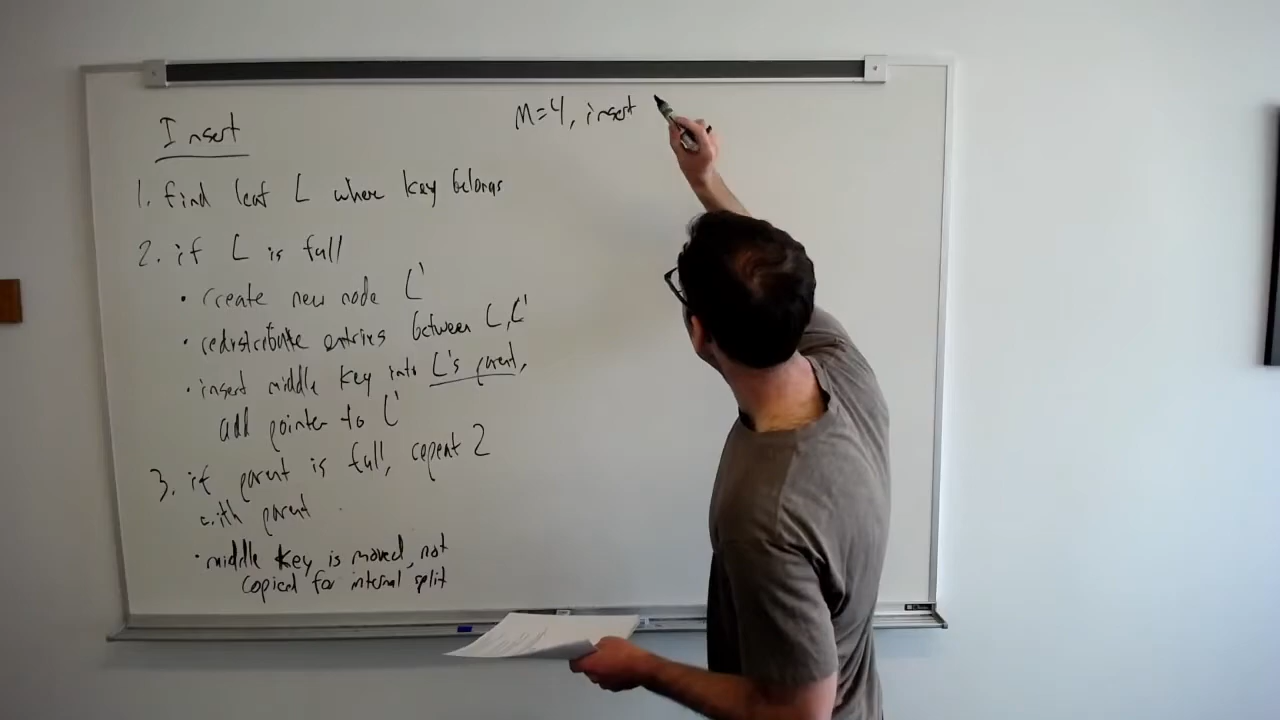 Insert
1. find leaf L where key belongs
2. if L is full
• create new node L'
• redistribute entries between L, L'
• insert middle key into L's parent,
add pointer to L'
3. if parent is full, repeat 2
with parent
• middle key is moved, not
copied for internal split
M=4, insert